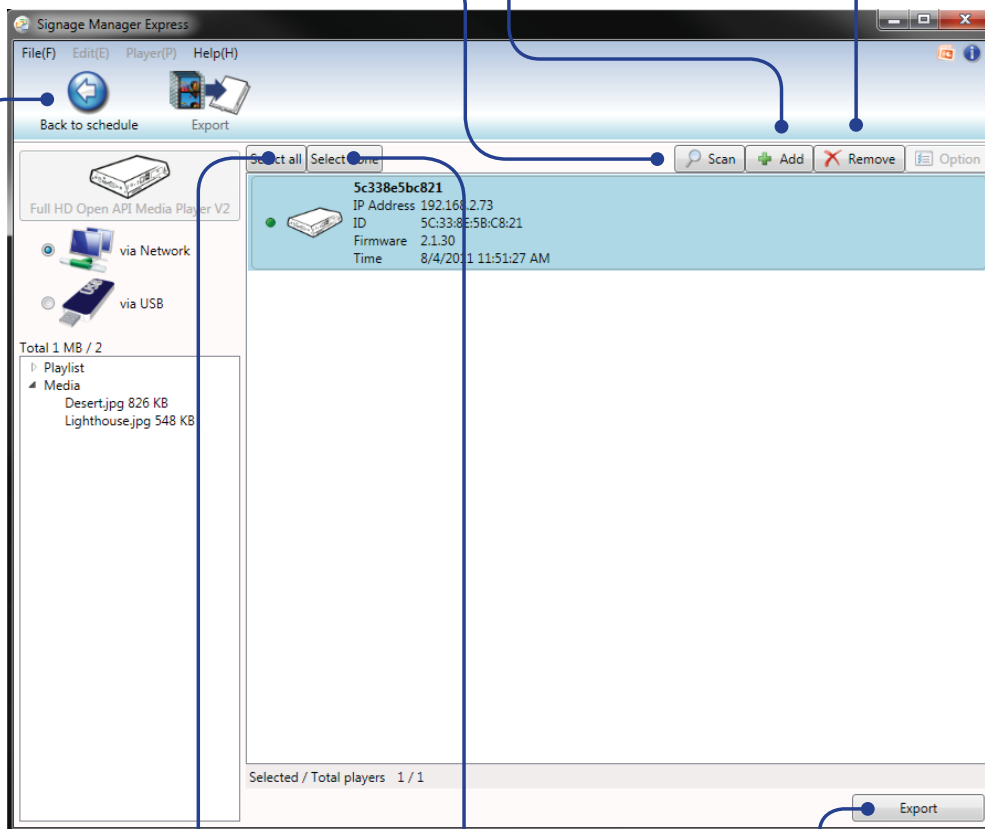 Signage Manager Express
File(F) Edit(E) Player(P) Help(H)
Back to schedule Export
Select all Select none Scan Add Remove Option
Full HD Open API Media Player V2
via Network
via USB
Total 1 MB / 2
Playlist
Media
Desert.jpg 826 KB
Lighthouse.jpg 548 KB
5c338e5bc821
IP Address 192.168.2.73
ID 5C:33:8E:5B:C8:21
Firmware 2.1.30
Time 8/4/2011 11:51:27 AM
Selected / Total players 1 / 1
Export